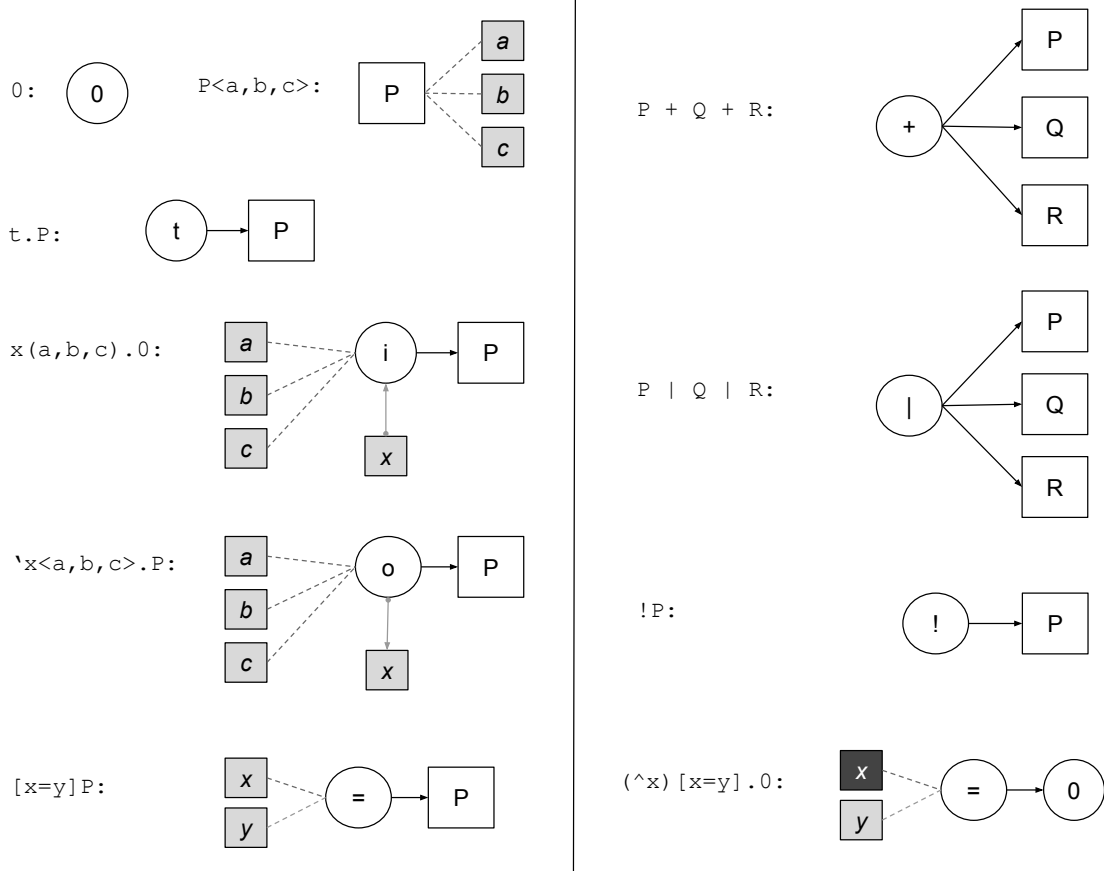 0:
0
P<a,b,c>:
P
a
b
c
t.P:
t
P
x(a,b,c).0:
a
b
c
i
P
x
‘x<a,b,c>.P:
a
b
c
o
P
x
[x=y]P:
x
y
=
P
P + Q + R:
+
P
Q
R
P | Q | R:
|
P
Q
R
!P:
!
P
(^x)[x=y].0:
x
y
=
0